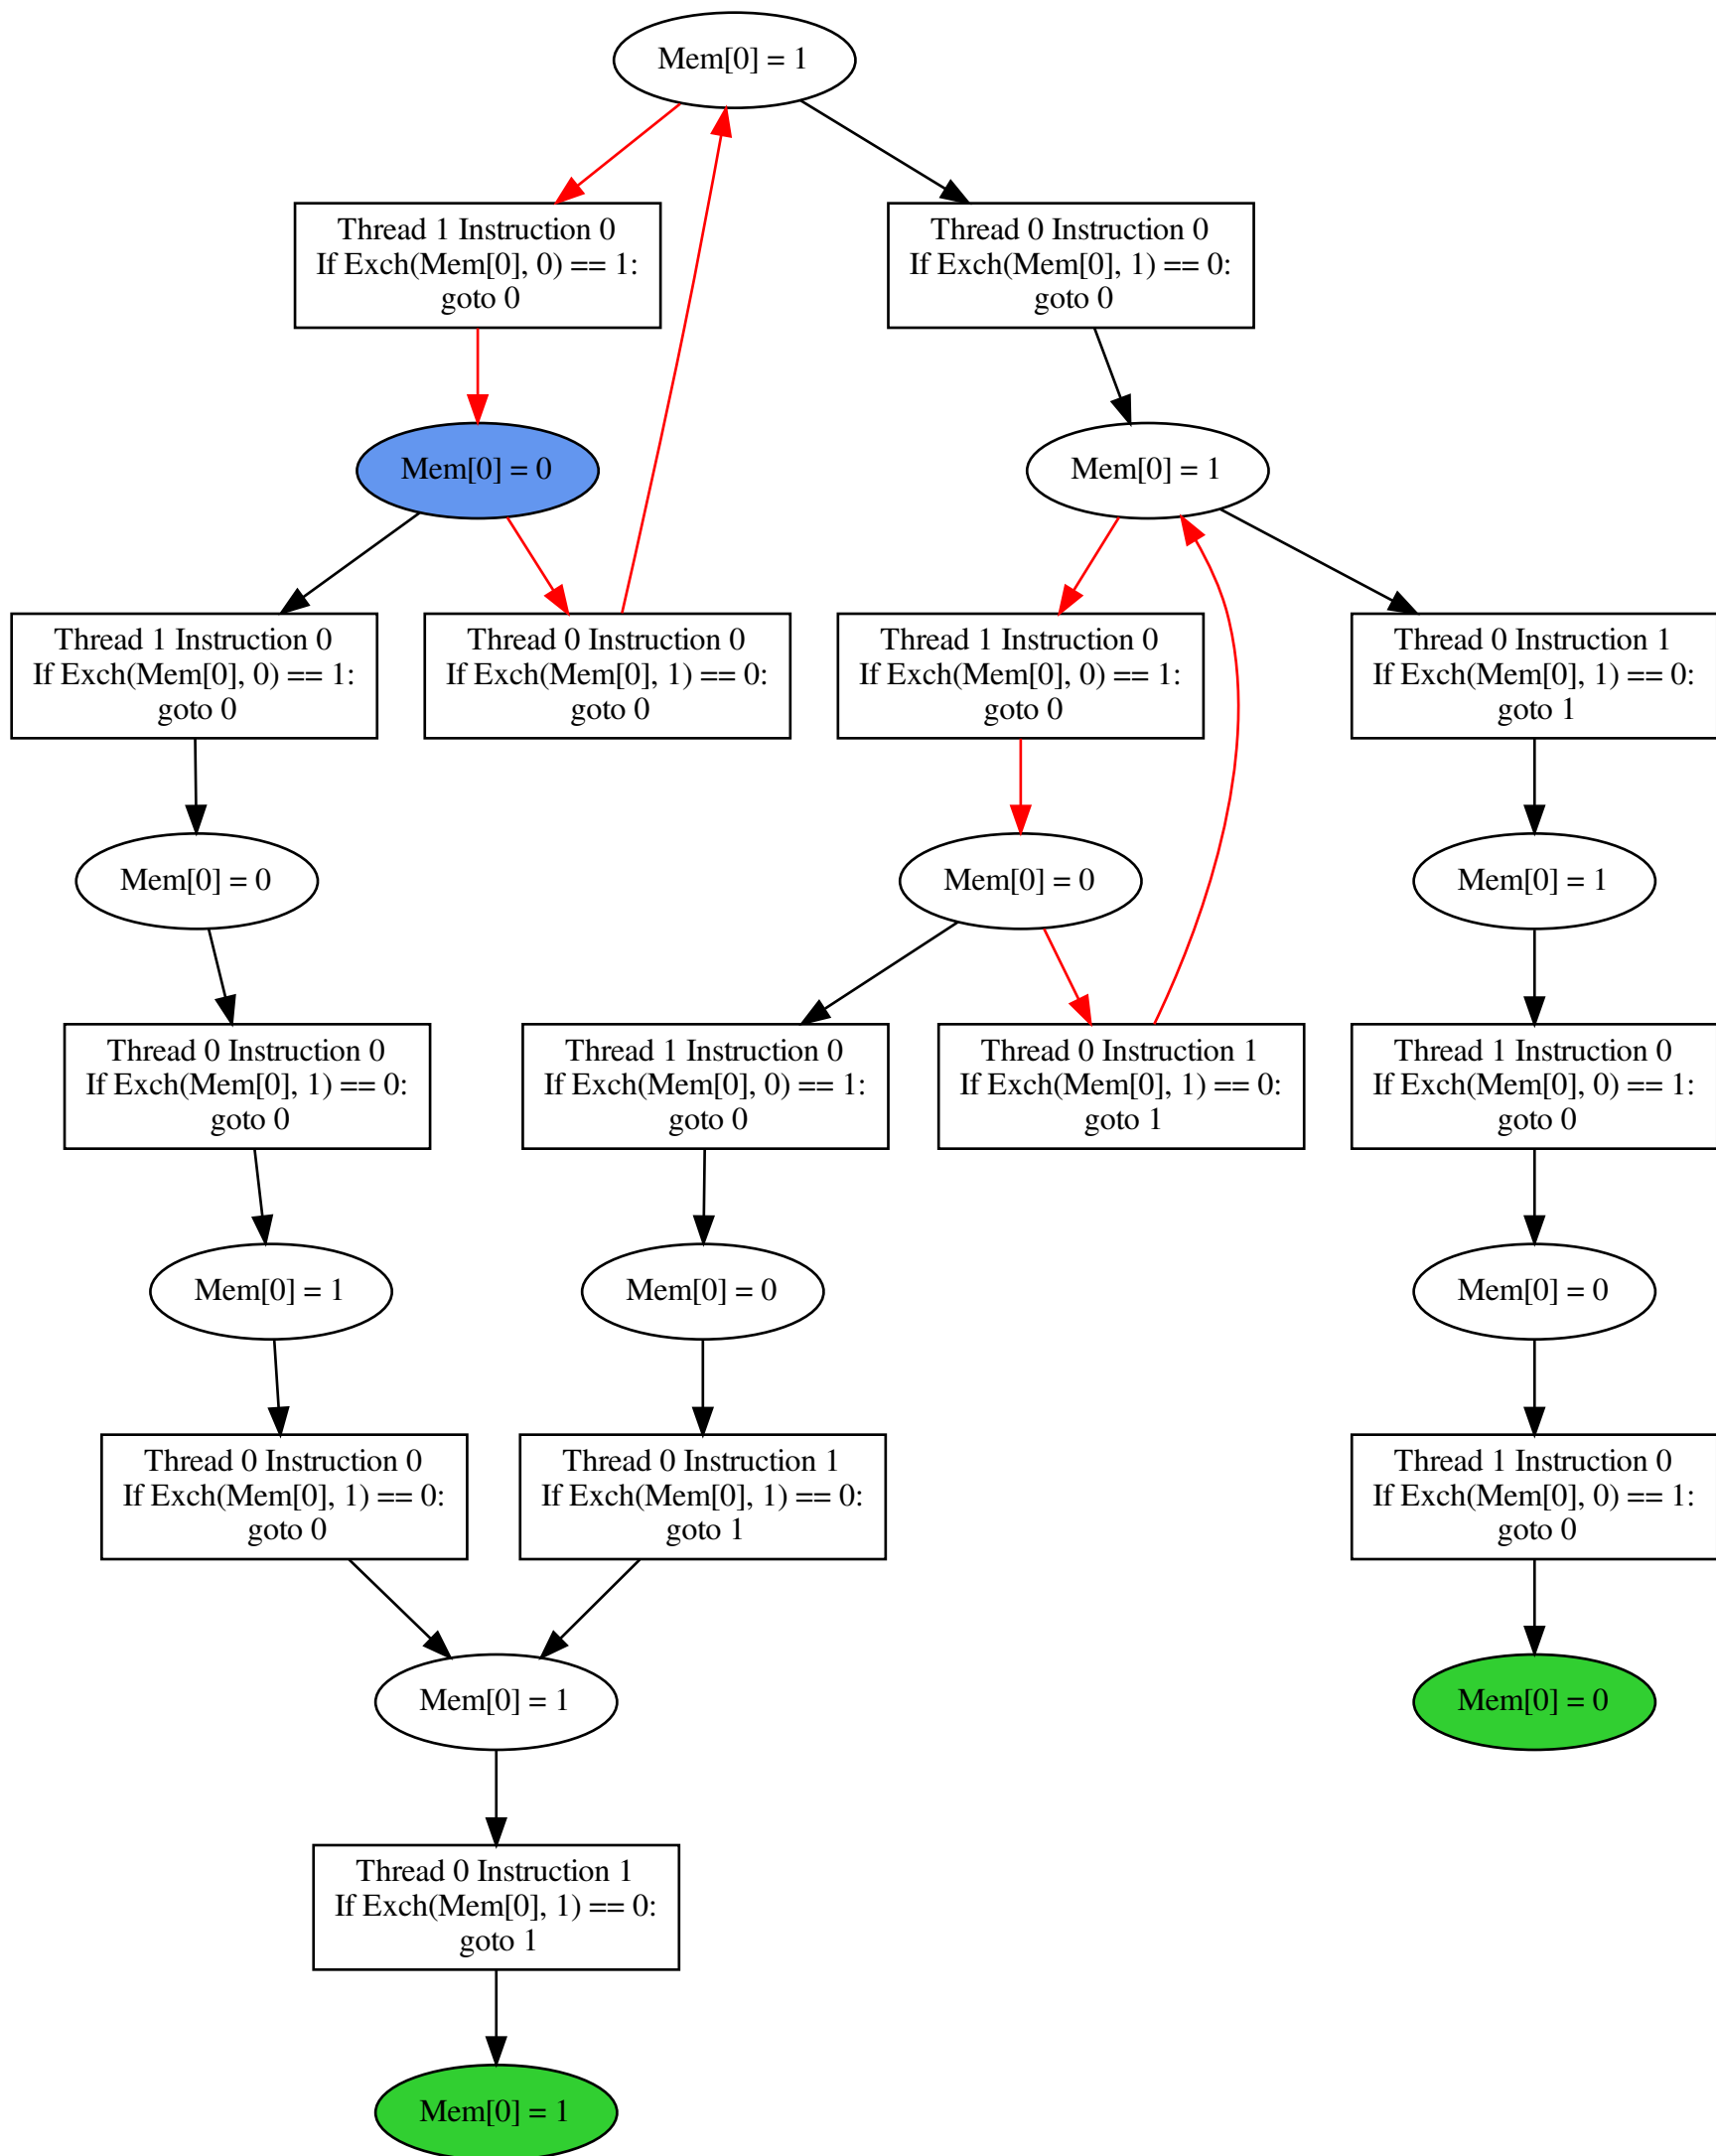 Mem[0] = 1
Thread 1 Instruction 0
If Exch(Mem[0], 0) == 1:
goto 0
Thread 0 Instruction 0
If Exch(Mem[0], 1) == 0:
goto 0
Mem[0] = 0
Mem[0] = 1
Thread 1 Instruction 0
If Exch(Mem[0], 0) == 1:
goto 0
Thread 0 Instruction 0
If Exch(Mem[0], 1) == 0:
goto 0
Thread 1 Instruction 0
If Exch(Mem[0], 0) == 1:
goto 0
Thread 0 Instruction 1
If Exch(Mem[0], 1) == 0:
goto 1
Mem[0] = 0
Mem[0] = 0
Mem[0] = 1
Thread 0 Instruction 0
If Exch(Mem[0], 1) == 0:
goto 0
Thread 1 Instruction 0
If Exch(Mem[0], 0) == 1:
goto 0
Thread 0 Instruction 1
If Exch(Mem[0], 1) == 0:
goto 1
Thread 1 Instruction 0
If Exch(Mem[0], 0) == 1:
goto 0
Mem[0] = 1
Mem[0] = 0
Mem[0] = 0
Thread 0 Instruction 0
If Exch(Mem[0], 1) == 0:
goto 0
Thread 0 Instruction 1
If Exch(Mem[0], 1) == 0:
goto 1
Thread 1 Instruction 0
If Exch(Mem[0], 0) == 1:
goto 0
Mem[0] = 1
Mem[0] = 0
Thread 0 Instruction 1
If Exch(Mem[0], 1) == 0:
goto 1
Mem[0] = 1